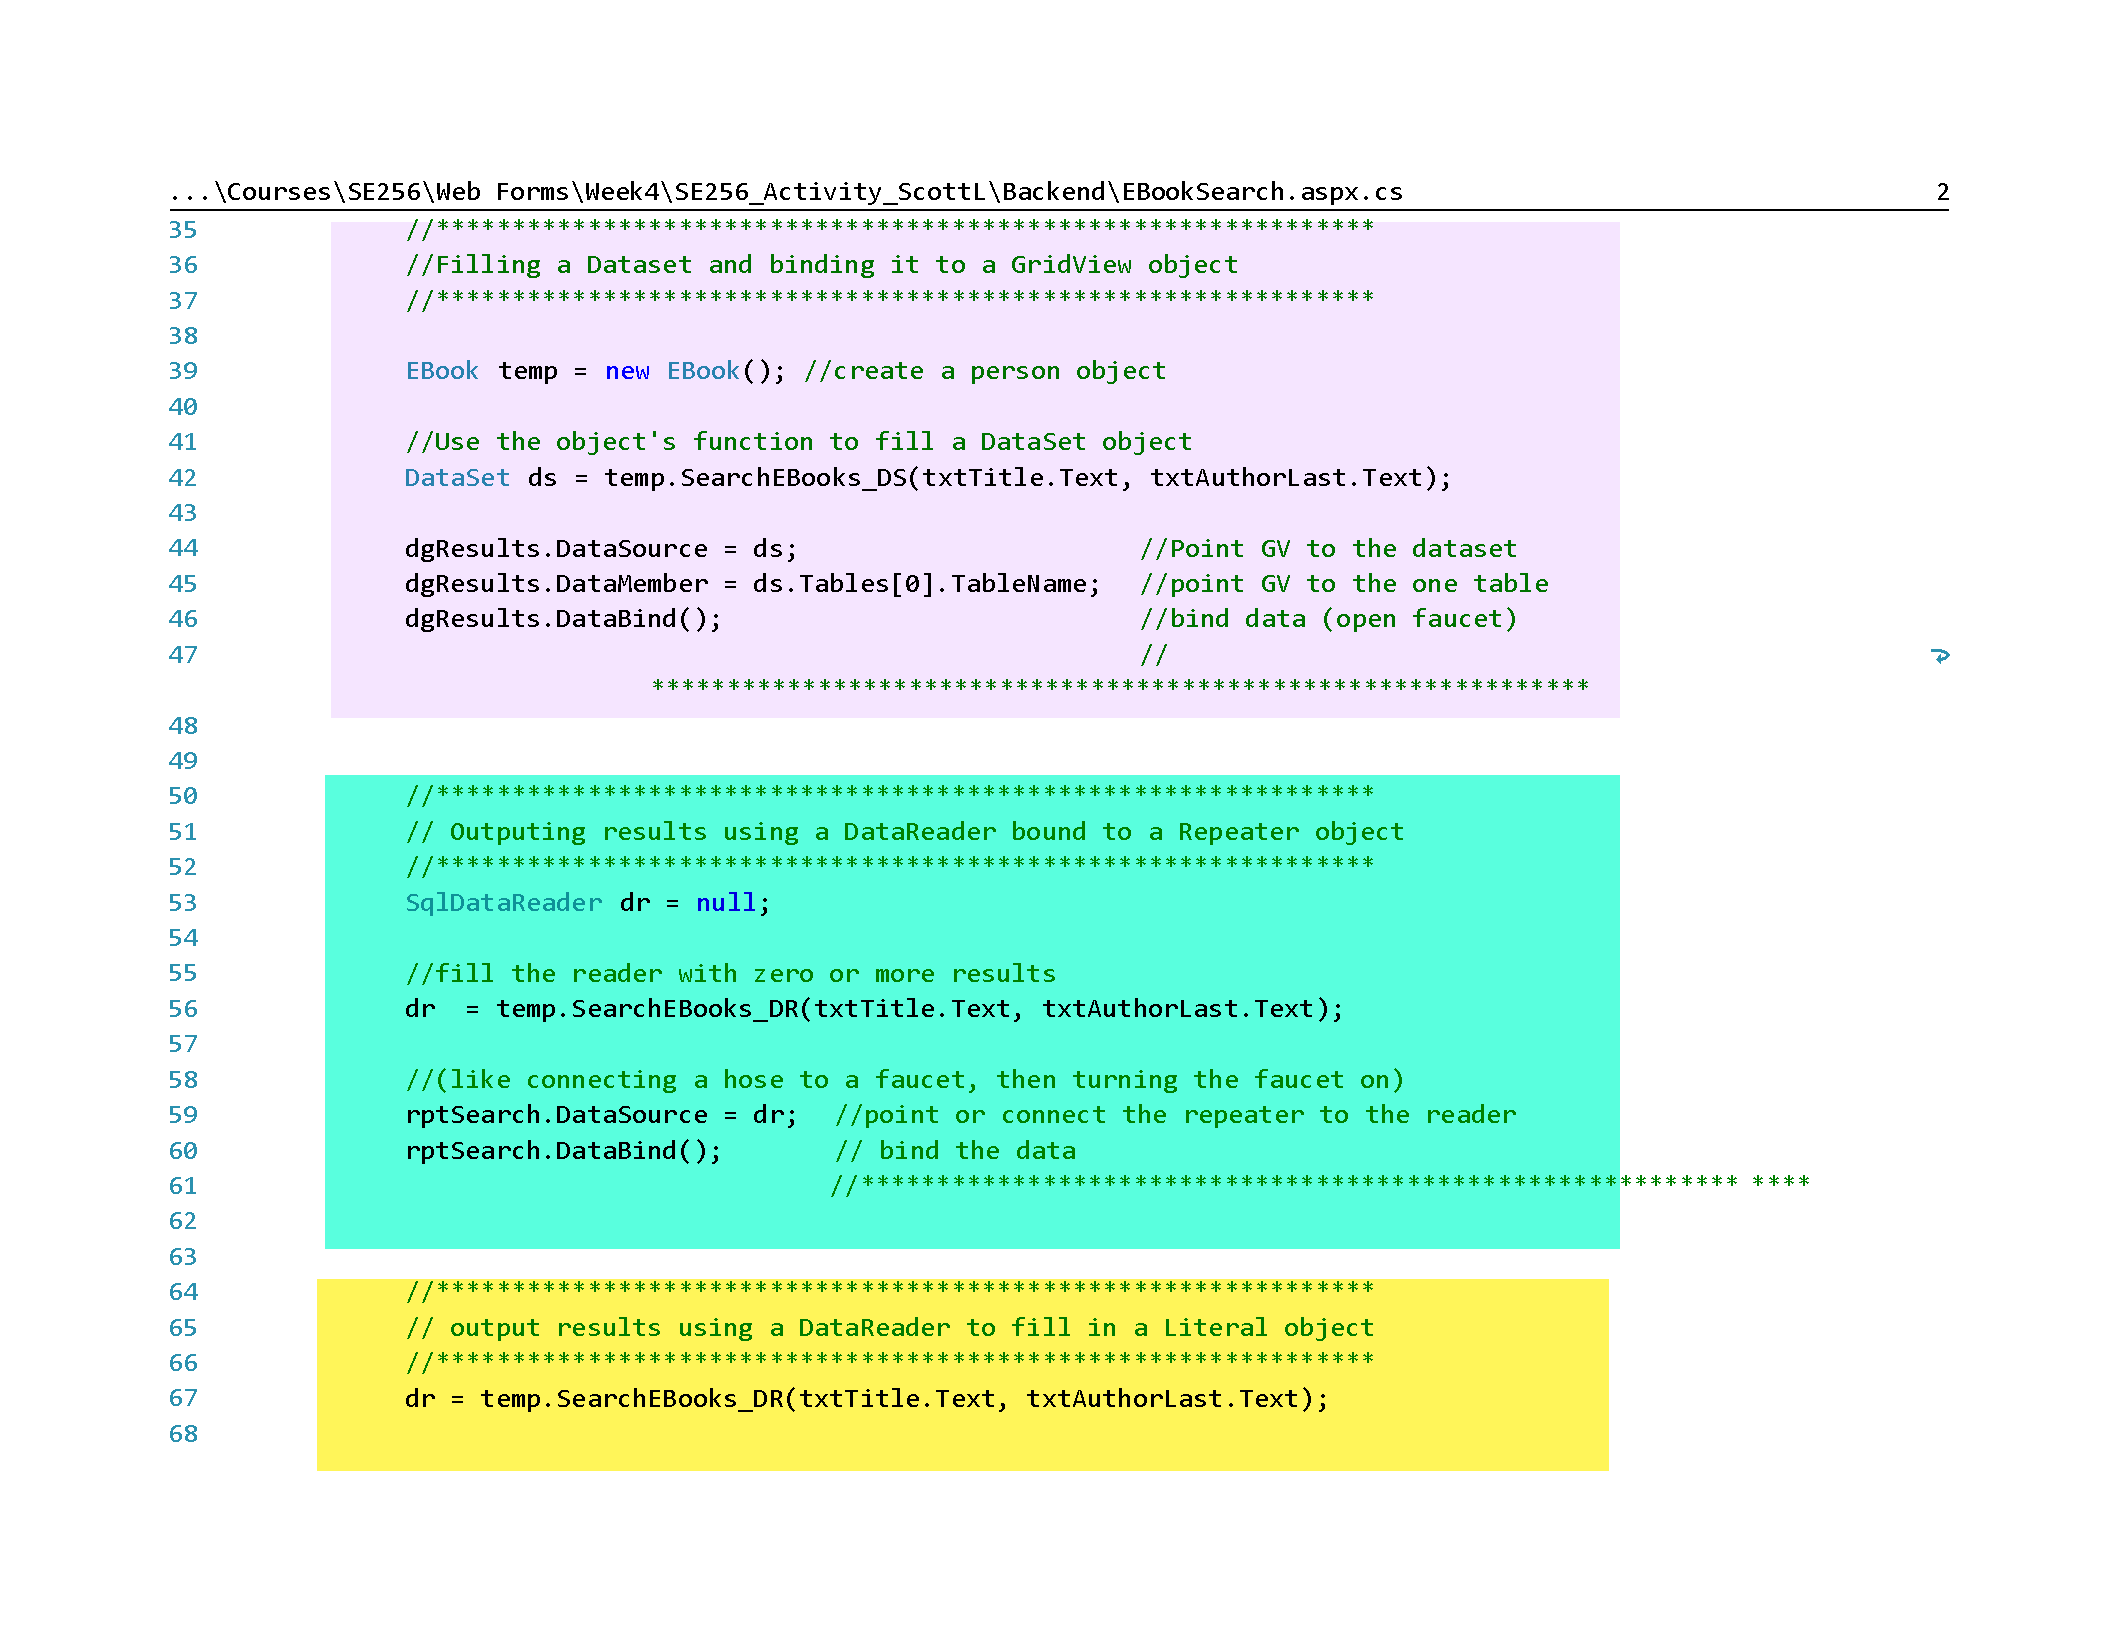 ...\Courses\SE256\Web Forms\Week4\SE256_Activity_ScottL\Backend\EBookSearch.aspx.cs 2
35 //**************************************************************
36 //Filling a Dataset and binding it to a GridView object
37 //**************************************************************
38
39 EBook temp = new EBook(); //create a person object
40
41 //Use the object's function to fill a DataSet object
42 DataSet ds = temp.SearchEBooks_DS(txtTitle.Text, txtAuthorLast.Text);
43
44 dgResults.DataSource = ds; //Point GV to the dataset
45 dgResults.DataMember = ds.Tables[0].TableName; //point GV to the one table
46 dgResults.DataBind(); //bind data (open faucet)
47 //
**************************************************************
48
49
50 //**************************************************************
51 // Outputing results using a DataReader bound to a Repeater object
52 //**************************************************************
53 SqlDataReader dr = null;
54
55 //fill the reader with zero or more results
56 dr  = temp.SearchEBooks_DR(txtTitle.Text, txtAuthorLast.Text);
57
58 //(like connecting a hose to a faucet, then turning the faucet on)
59 rptSearch.DataSource = dr; //point or connect the repeater to the reader
60 rptSearch.DataBind(); // bind the data
61 //********************************************************** ****
62
63
64 //**************************************************************
65 // output results using a DataReader to fill in a Literal object
66 //**************************************************************
67 dr = temp.SearchEBooks_DR(txtTitle.Text, txtAuthorLast.Text);
68